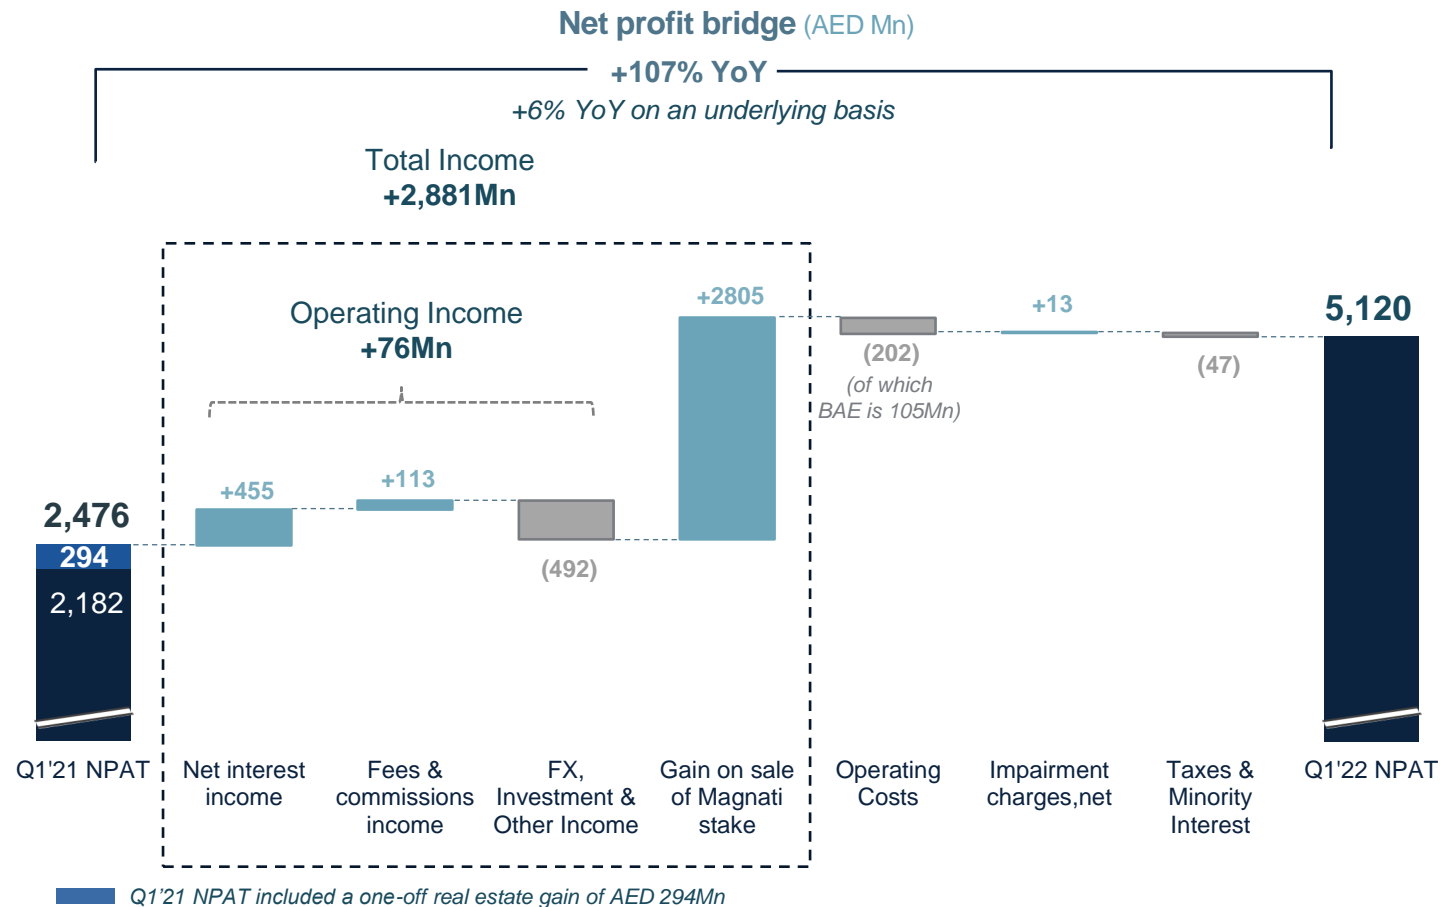 Net profit bridge (AED Mn)
+107% YoY
+6% YoY on an underlying basis
Total Income
+2,881Mn
Operating Income
+76Mn
2,476
294
2,182
+455
+113
(492)
+2805
(202)
(of which
BAE is 105Mn)
+13
(47)
5,120
Q1'21 NPAT
Net interest
income
Fees &
commissions
income
FX,
Investment &
Other Income
Gain on sale
of Magnati
stake
Operating
Costs
Impairment
charges,net
Taxes &
Minority
Interest
Q1'22 NPAT
Q1’21 NPAT included a one-off real estate gain of AED 294Mn